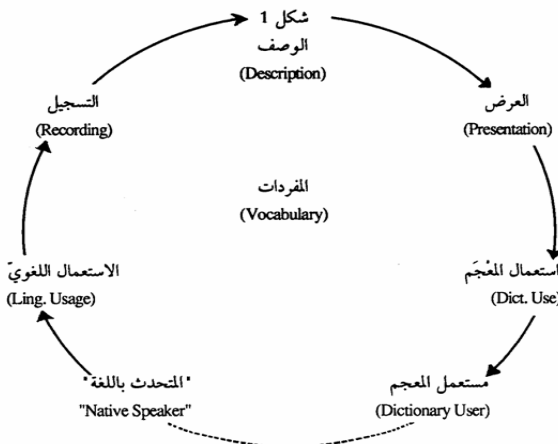 شكل 1
الوصف
(Description)
العرض
(Presentation)
التسجيل
(Recording)
المفردات
(Vocabulary)
استعمال المعْجَم
(Dict. Use)
الاستعمال اللغويّ
(Ling. Usage)
مستعمل المعجم
(Dictionary User)
"المتحدث باللغة"
"Native Speaker"